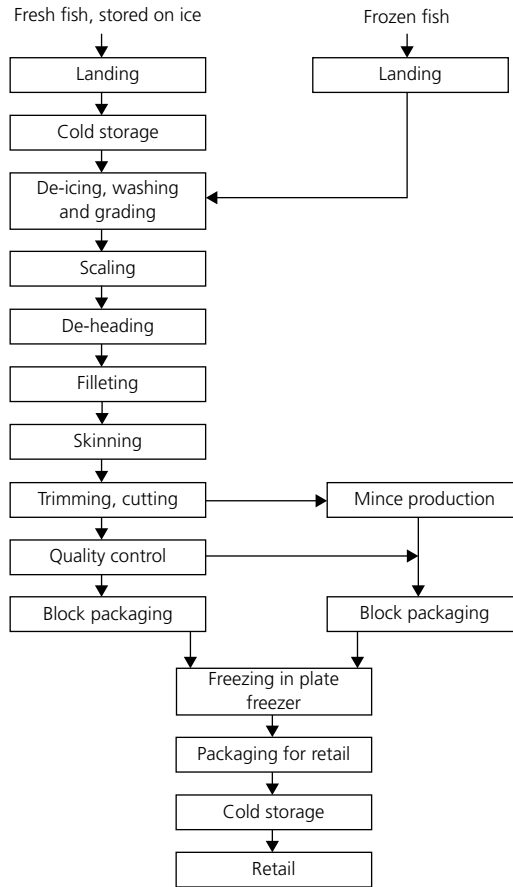 Fresh fish, stored on ice
Frozen fish
Landing
Landing
Cold storage
De-icing, washing
and grading
Scaling
De-heading
Filleting
Skinning
Trimming, cutting
Mince production
Quality control
Block packaging
Block packaging
Freezing in plate
freezer
Packaging for retail
Cold storage
Retail